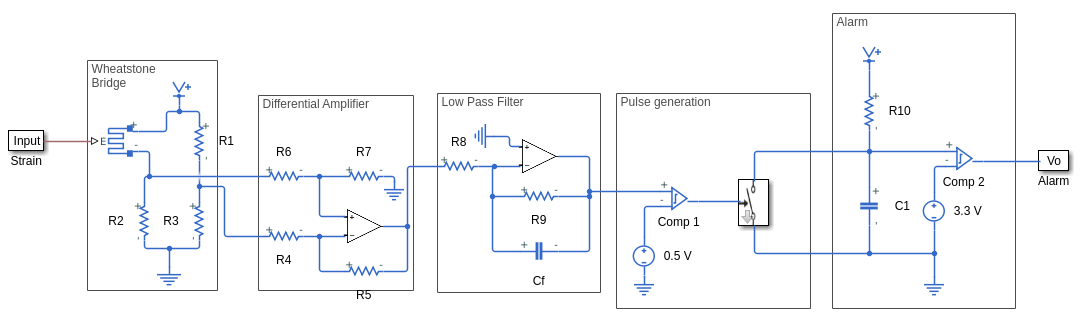 Input
Strain
E
Wheatstone
Bridge
R1
R2
R3
Differential Amplifier
R6
R7
R4
R5
Low Pass Filter
R8
R9
Cf
Pulse generation
Comp 1
0.5 V
Alarm
R10
Comp 2
C1
3.3 V
Vo
Alarm